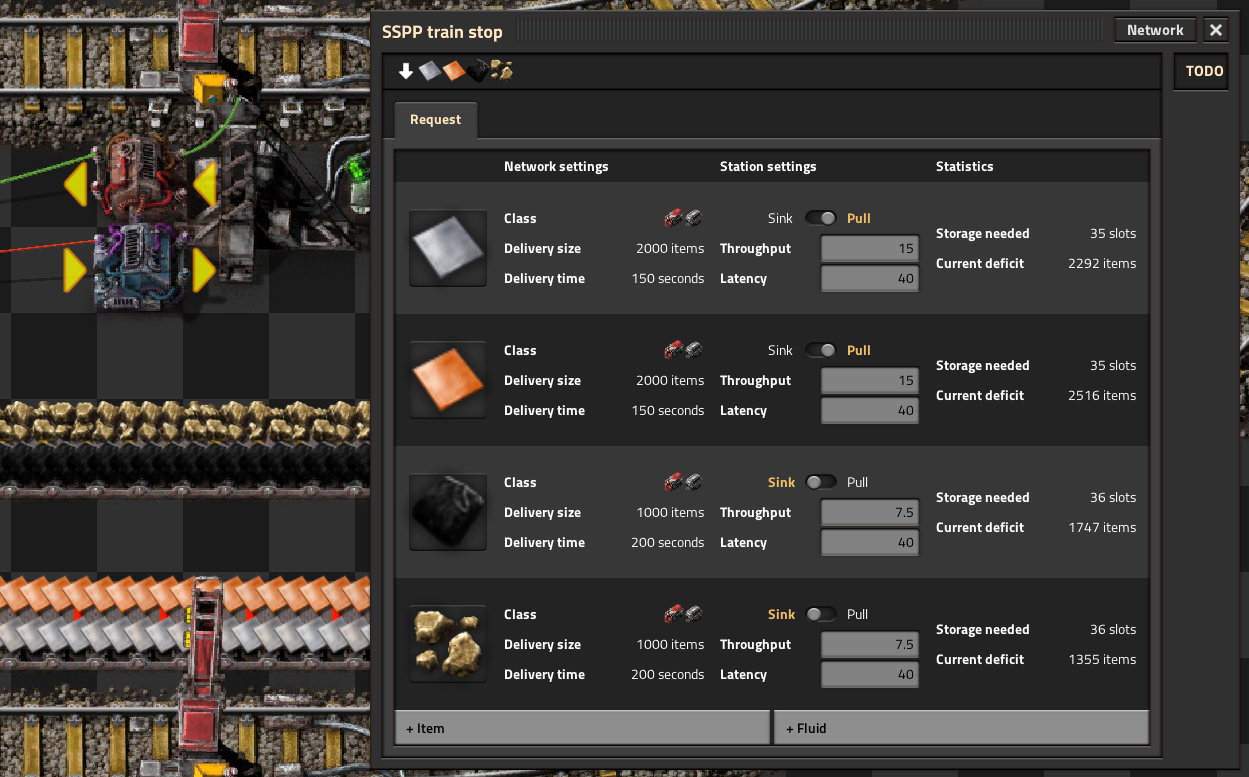 SSPP train stop
Network
TODO
Request
Network settings Station settings Statistics
Class Sink Pull
Storage needed 35 slots
Delivery size 2000 items Throughput 15
Current deficit 2292 items
Delivery time 150 seconds Latency 40
Class Sink Pull
Storage needed 35 slots
Delivery size 2000 items Throughput 15
Current deficit 2516 items
Delivery time 150 seconds Latency 40
Class Sink Pull
Storage needed 36 slots
Delivery size 1000 items Throughput 7.5
Current deficit 1747 items
Delivery time 200 seconds Latency 40
Class Sink Pull
Storage needed 36 slots
Delivery size 1000 items Throughput 7.5
Current deficit 1355 items
Delivery time 200 seconds Latency 40
+ Item + Fluid